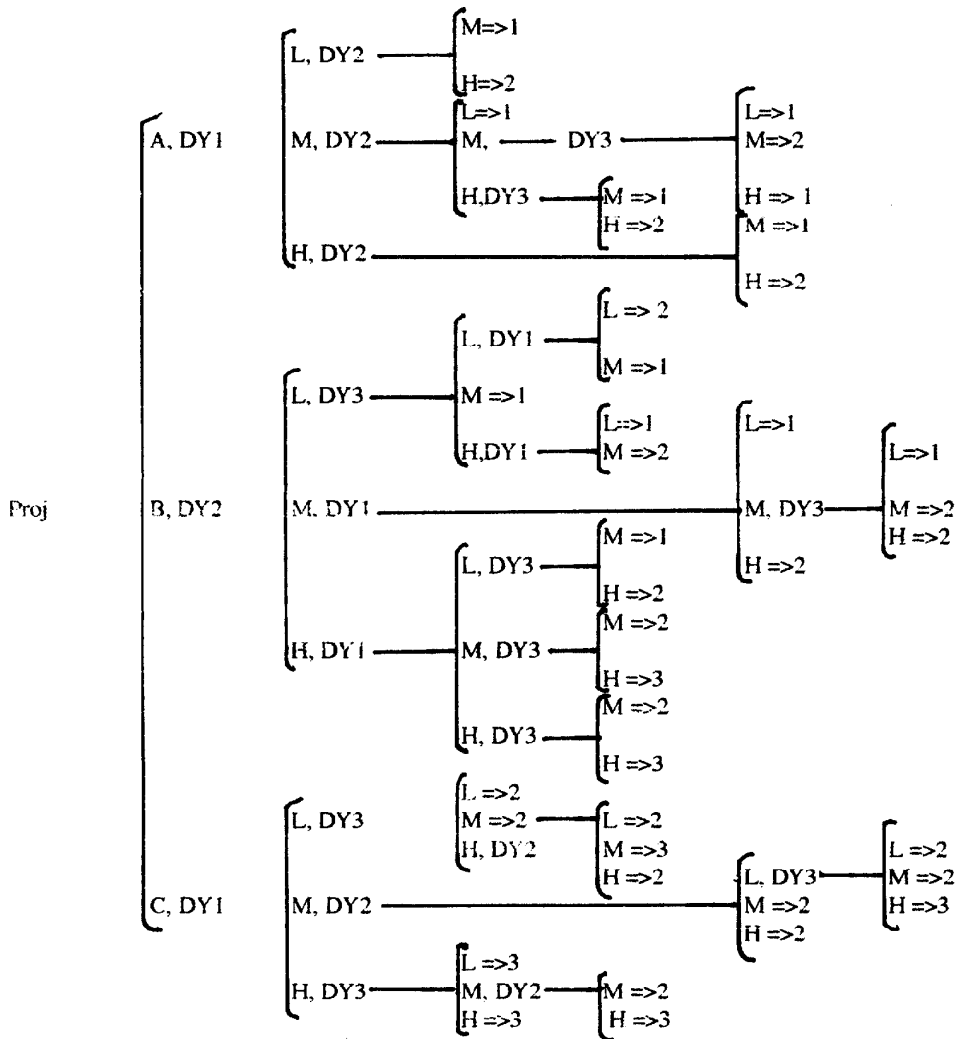 M=>1
L, DY2
H=>2
L=>1 L=>1
A, DY1 M, DY2 M, DY3 M=>2
H,DY3 M =>1 H => 1
H =>2 M =>1
H, DY2
H =>2
L => 2
L, DY1
M =>1
L, DY3 M =>1
L=>1 L=>1
H,DY1 M =>2
L=>1
Proj B, DY2 M, DY1 M, DY3 M =>2
M =>1 H =>2
L, DY3 H =>2
H =>2
M =>2
H, DY1 M, DY3
H =>3
M =>2
H, DY3
H =>3
L =>2
L, DY3 M =>2 L =>2
H, DY2 M =>3 L =>2
H =>2 L, DY3 M =>2
C, DY1 M, DY2 M =>2 H =>3
H =>2
L =>3
H, DY3 M, DY2 M =>2
H =>3 H =>3